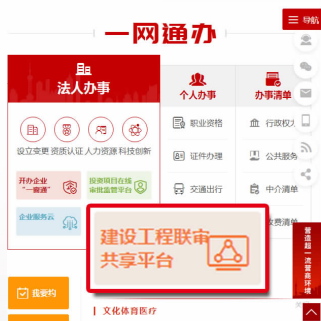 一网通办
导航
法人办事
个人办事
办事清单
设立变更 资质认证 人力资源 科技创新
职业资格
行政权力
证件办理
公共服务
交通出行
中介清单
收费清单
开办企业
“一窗通”
投资项目在线
审批监管平台
企业服务云
建设工程联审
共享平台
营造超一流营商环境
我要约
文化体育医疗